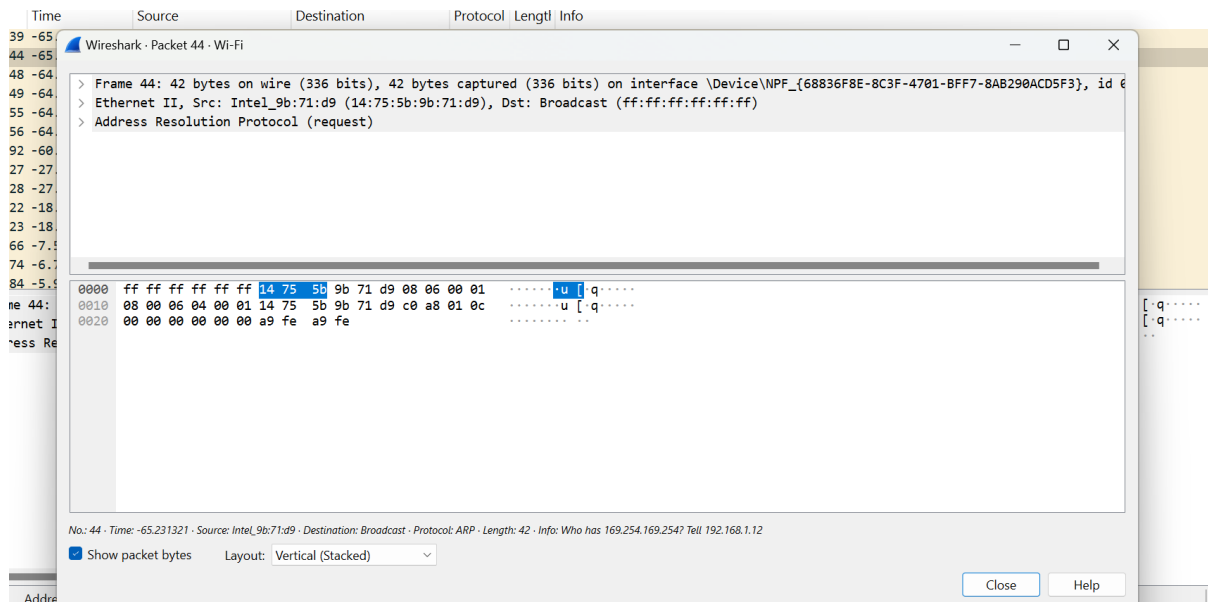 Time Source Destination Protocol Length Info
39 -65
44 -65
48 -64
49 -64
55 -64
56 -64
92 -60
27 -27
28 -27
22 -18
23 -18
66 -7.5
74 -6.7
84 -5.9
Wireshark · Packet 44 · Wi-Fi
Frame 44: 42 bytes on wire (336 bits), 42 bytes captured (336 bits) on interface \Device\NPF_{68836F8E-8C3F-4701-BFF7-8AB290ACD5F3}, id 0
Ethernet II, Src: Intel_9b:71:d9 (14:75:5b:9b:71:d9), Dst: Broadcast (ff:ff:ff:ff:ff:ff)
Address Resolution Protocol (request)
0000 ff ff ff ff ff ff 14 75 5b 9b 71 d9 08 06 00 01 ·······u [·q·····
0010 08 00 06 04 00 01 14 75 5b 9b 71 d9 c0 a8 01 0c ·······u [·q·····
0020 00 00 00 00 00 00 a9 fe a9 fe ········ ··
me 44:
ernet I
ress Re
[·q·····
[·q·····
··
No.: 44 · Time: -65.231321 · Source: Intel_9b:71:d9 · Destination: Broadcast · Protocol: ARP · Length: 42 · Info: Who has 169.254.169.254? Tell 192.168.1.12
Show packet bytes Layout: Vertical (Stacked)
Close Help
Addre